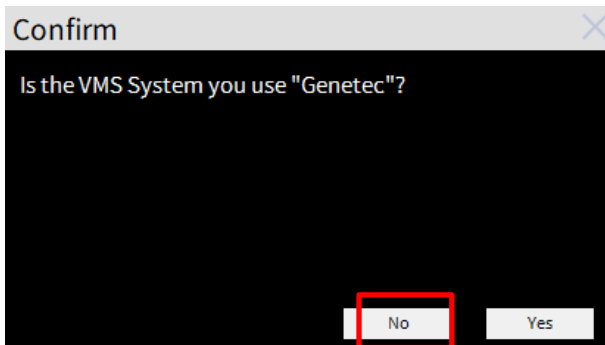 Confirm
Is the VMS System you use "Genetec"?
No Yes